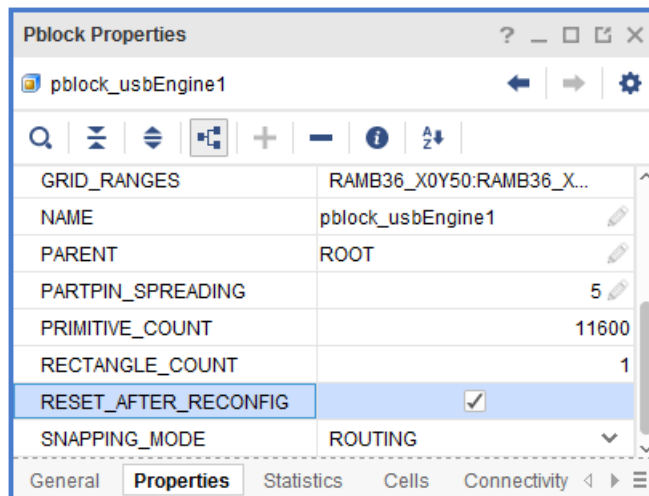 Pblock Properties
pblock_usbEngine1
GRID_RANGES RAMB36_X0Y50:RAMB36_X...
NAME pblock_usbEngine1
PARENT ROOT
PARTPIN_SPREADING 5
PRIMITIVE_COUNT 11600
RECTANGLE_COUNT 1
RESET_AFTER_RECONFIG
SNAPPING_MODE ROUTING
General Properties Statistics Cells Connectivity